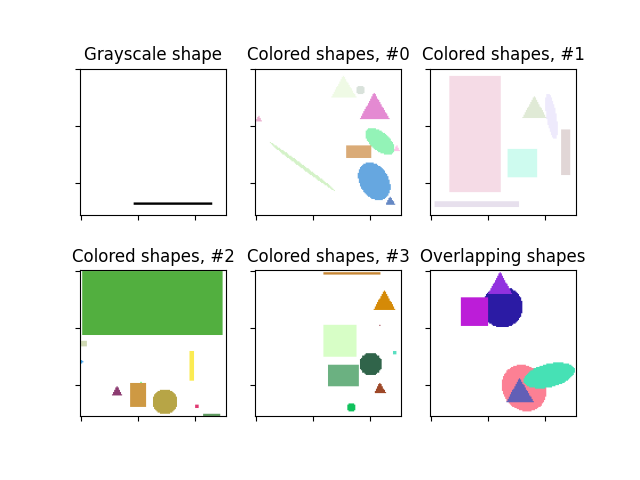 Grayscale shape
Colored shapes, #0
Colored shapes, #1
Colored shapes, #2
Colored shapes, #3
Overlapping shapes